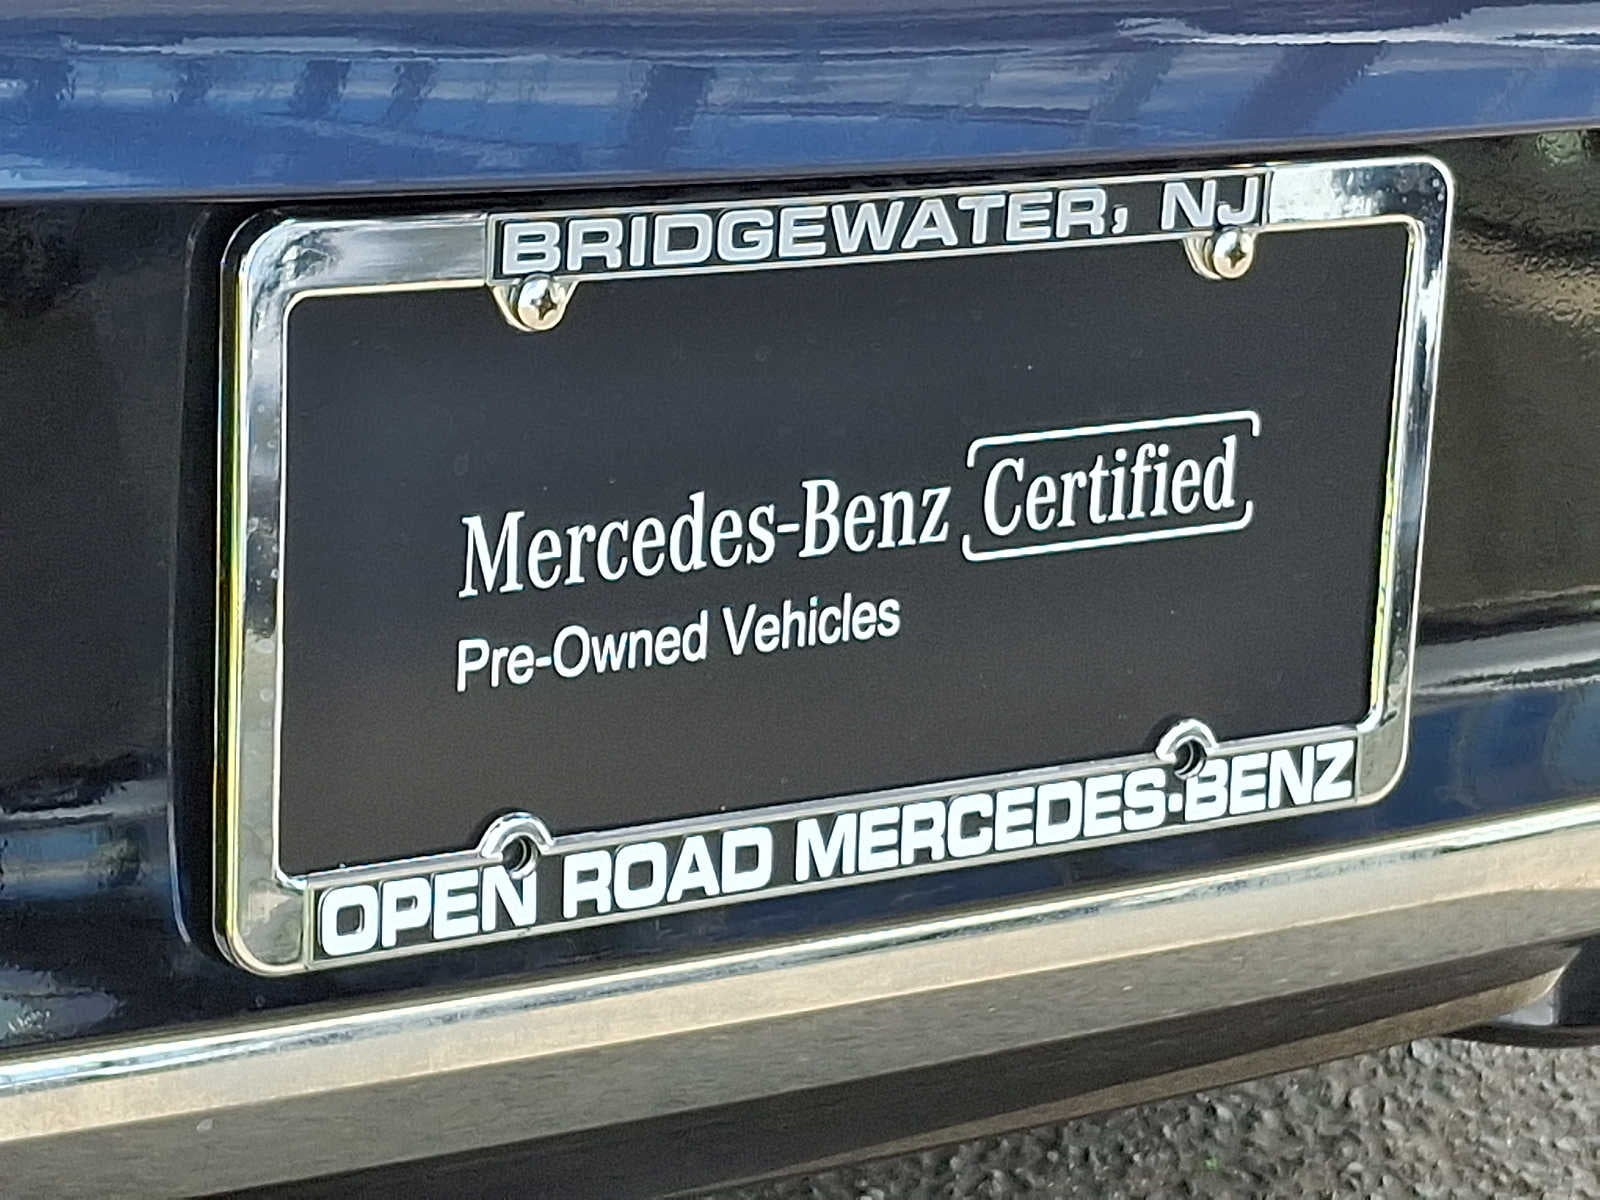 BRIDGEWATER, NJ
Mercedes-Benz Certified
Pre-Owned Vehicles
OPEN ROAD MERCEDES-BENZ